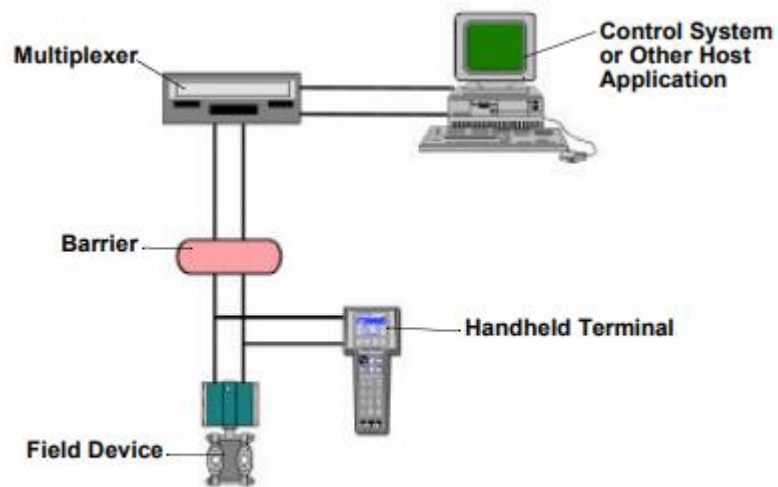 Multiplexer
Control System
or Other Host
Application
Barrier
Handheld Terminal
Field Device